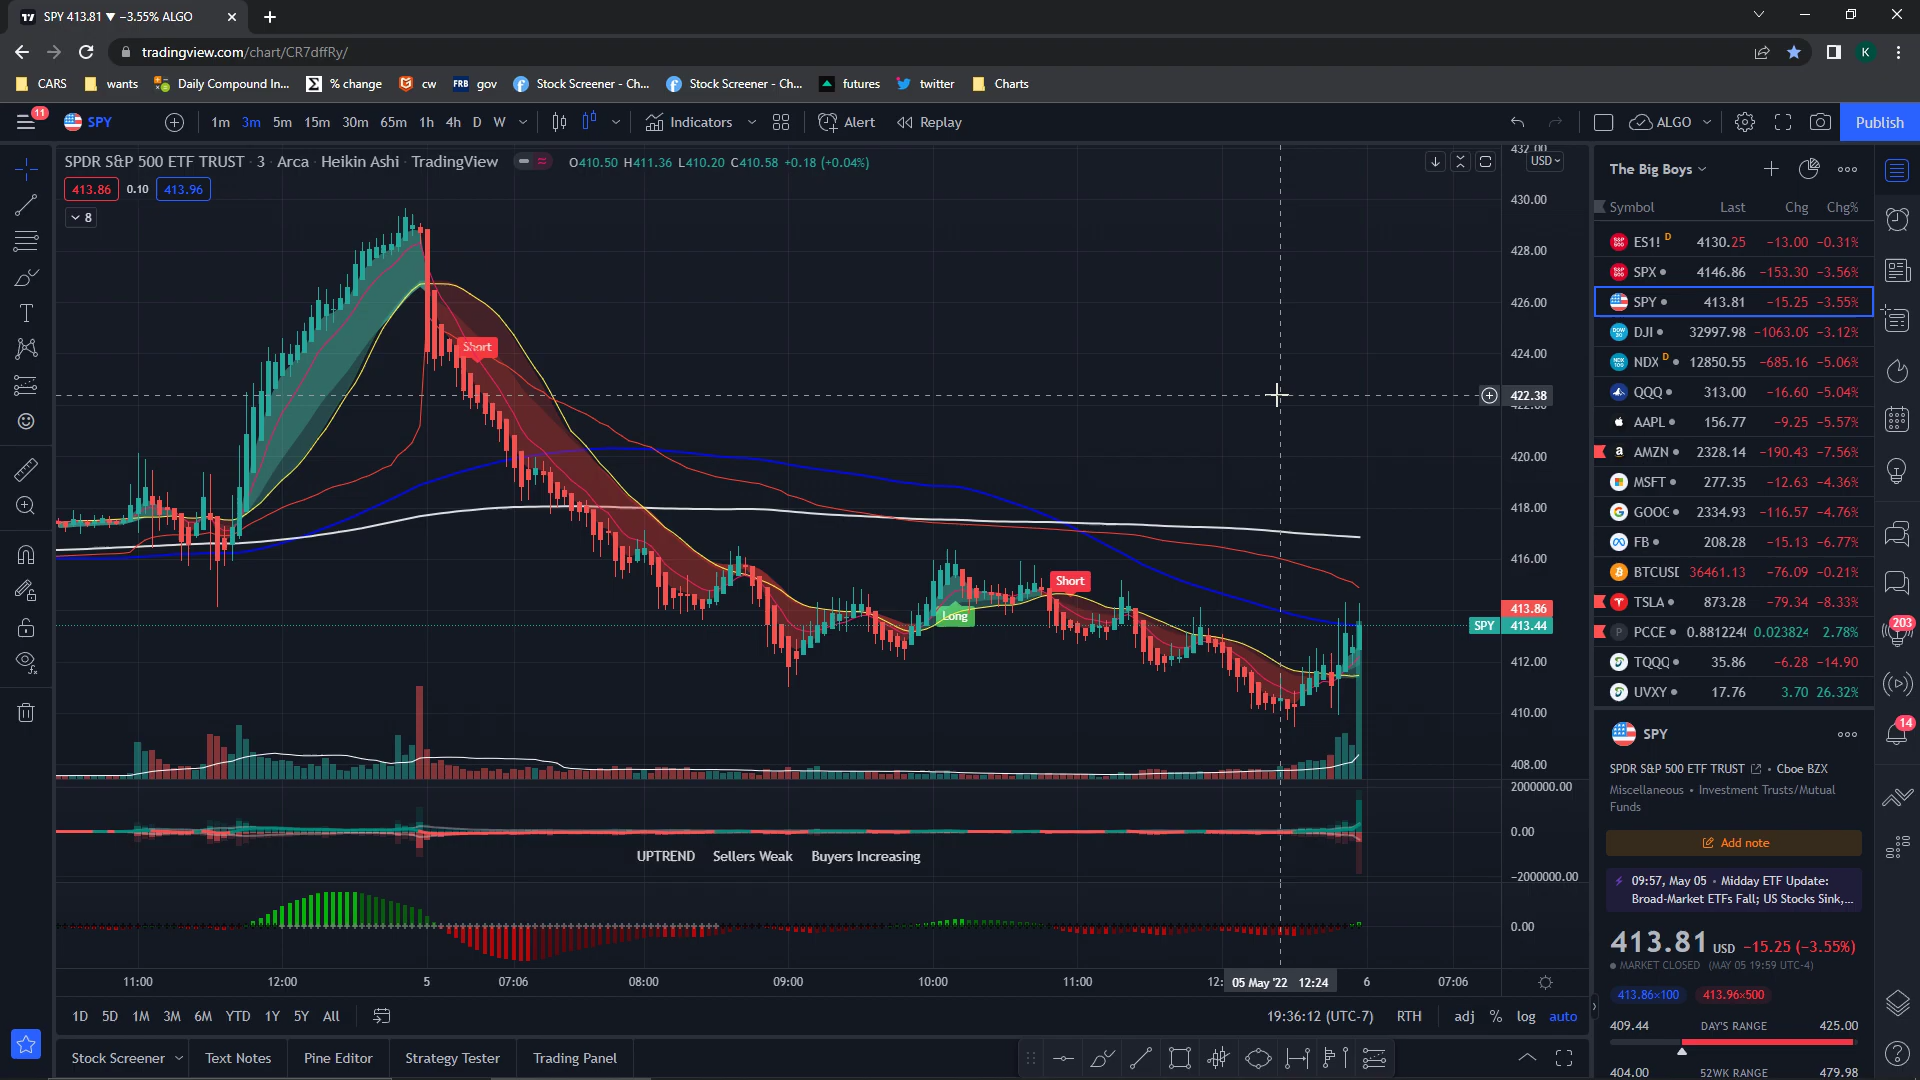 SPY 413.81 ▼ −3.55% ALGO
tradingview.com/chart/CR7dffRy/
K
CARS wants Daily Compound In... % change cw FRB gov Stock Screener - Ch... Stock Screener - Ch... futures twitter Charts
11 SPY 1m 3m 5m 15m 30m 65m 1h 4h D W Indicators Alert Replay ALGO Publish
SPDR S&P 500 ETF TRUST · 3 · Arca · Heikin Ashi · TradingView O410.50 H411.36 L410.20 C410.58 +0.18 (+0.04%)
413.86 0.10 413.96
8
USD
432.00
430.00
428.00
426.00
424.00
422.38
420.00
418.00
416.00
413.86
SPY 413.44
412.00
410.00
408.00
2000000.00
0.00
−2000000.00
0.00
Short
Long
Short
UPTREND Sellers Weak Buyers Increasing
11:00 12:00 5 07:06 08:00 09:00 10:00 11:00 12: 05 May '22 12:24 6 07:06
1D 5D 1M 3M 6M YTD 1Y 5Y All 19:36:12 (UTC-7) RTH adj % log auto
Stock Screener Text Notes Pine Editor Strategy Tester Trading Panel
The Big Boys
Symbol Last Chg Chg%
ES1! D 4130.25 −13.00 −0.31%
SPX 4146.86 −153.30 −3.56%
SPY 413.81 −15.25 −3.55%
DJI 32997.98 −1063.09 −3.12%
NDX D 12850.55 −685.16 −5.06%
QQQ 313.00 −16.60 −5.04%
AAPL 156.77 −9.25 −5.57%
AMZN 2328.14 −190.43 −7.56%
MSFT 277.35 −12.63 −4.36%
GOOG 2334.93 −116.57 −4.76%
FB 208.28 −15.13 −6.77%
BTCUSD 36461.13 −76.09 −0.21%
TSLA 873.28 −79.34 −8.33%
P PCCE 0.881224 0.023824 2.78%
TQQQ 35.86 −6.28 −14.90
UVXY 17.76 3.70 26.32%
203
14
SPY
SPDR S&P 500 ETF TRUST • Cboe BZX
Miscellaneous • Investment Trusts/Mutual
Funds
Add note
09:57, May 05 • Midday ETF Update:
Broad-Market ETFs Fall; US Stocks Sink,...
413.81 USD −15.25 (−3.55%)
MARKET CLOSED (MAY 05 19:59 UTC-4)
413.86×100 413.96×500
409.44 DAY'S RANGE 425.00
404.00 52WK RANGE 479.98